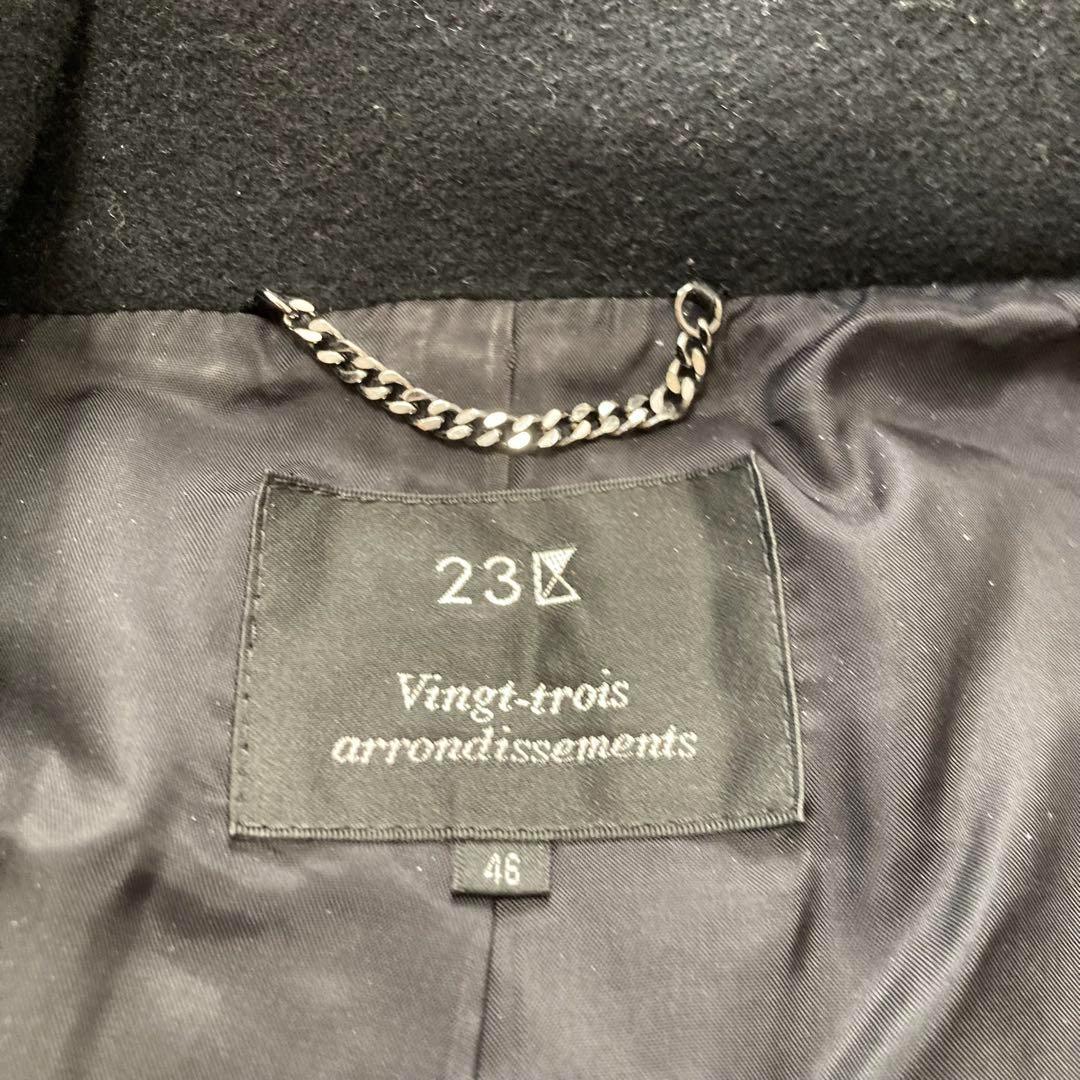 23区
Vingt-trois
arrondissements
46